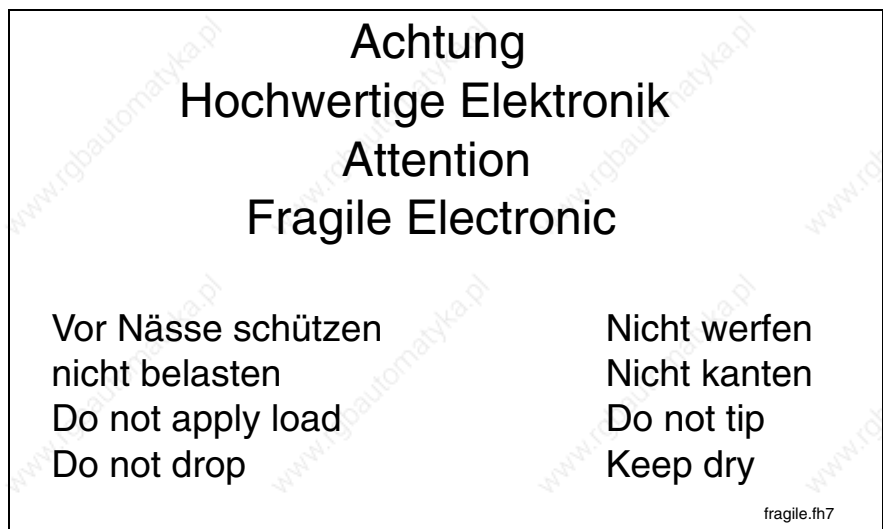 Achtung
Hochwertige Elektronik
Attention
Fragile Electronic
Vor Nässe schützen
nicht belasten
Do not apply load
Do not drop
Nicht werfen
Nicht kanten
Do not tip
Keep dry
fragile.fh7
www.rgbautomatyka.pl